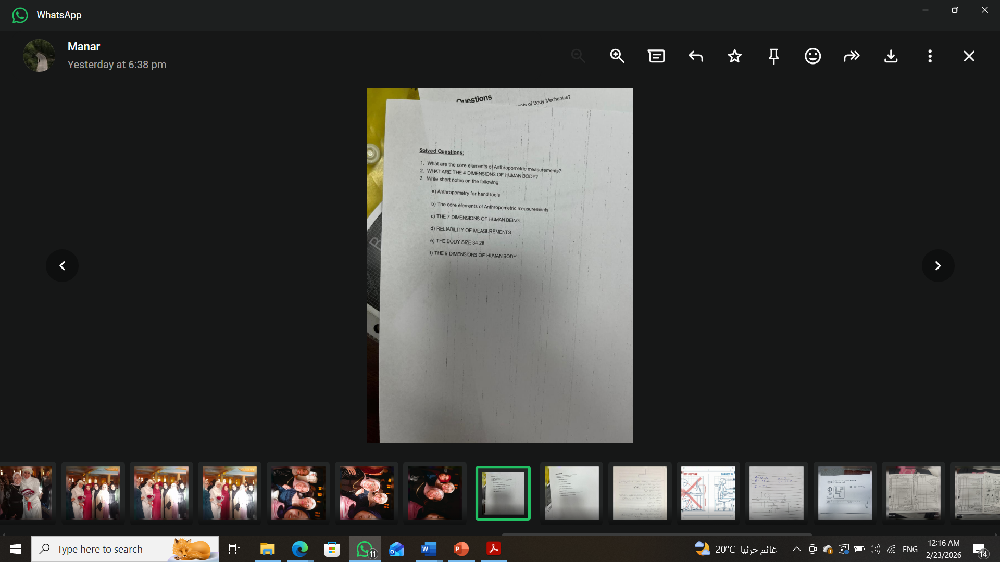 WhatsApp
Manar
Yesterday at 6:38 pm
Questions
of Body Mechanics?
Solved Questions:
1. What are the core elements of Anthropometric measurements?
2. WHAT ARE THE 4 DIMENSIONS OF HUMAN BODY?
3. Write short notes on the following:
a) Anthropometry for hand tools
b) The core elements of Anthropometric measurements
c) THE 7 DIMENSIONS OF HUMAN BEING
d) RELIABILITY OF MEASUREMENTS
e) THE BODY SIZE 34 28
f) THE 9 DIMENSIONS OF HUMAN BODY
Type here to search
11
20°C غائم جزئيًا
ENG
12:16 AM
2/23/2026
14